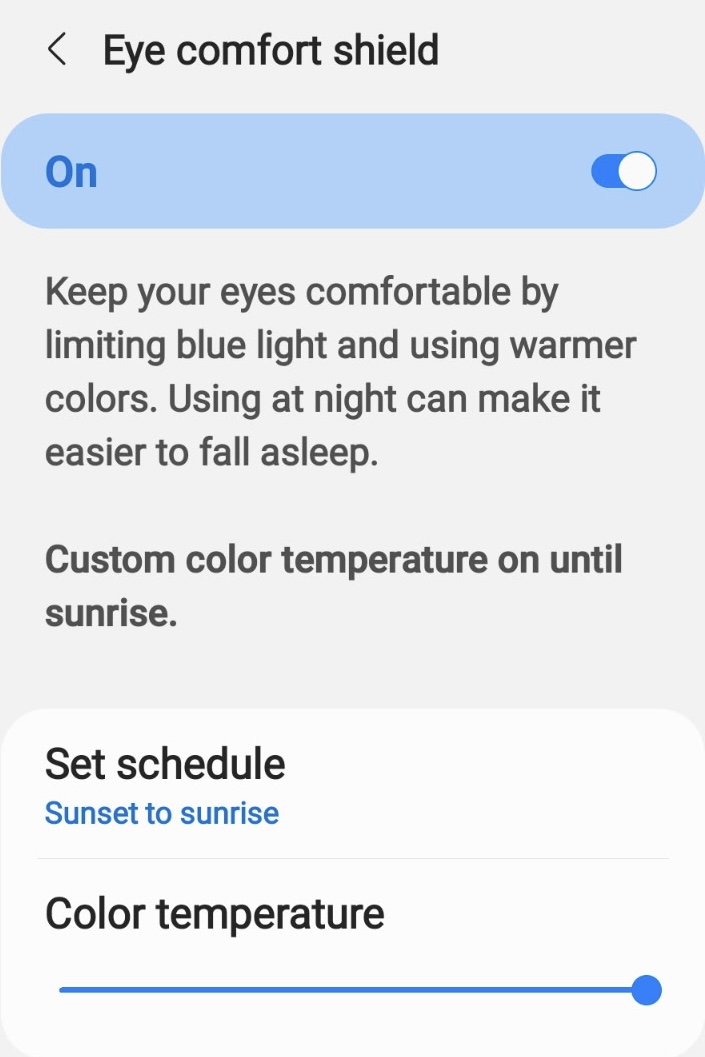 Eye comfort shield
On
Keep your eyes comfortable by
limiting blue light and using warmer
colors. Using at night can make it
easier to fall asleep.
Custom color temperature on until
sunrise.
Set schedule
Sunset to sunrise
Color temperature